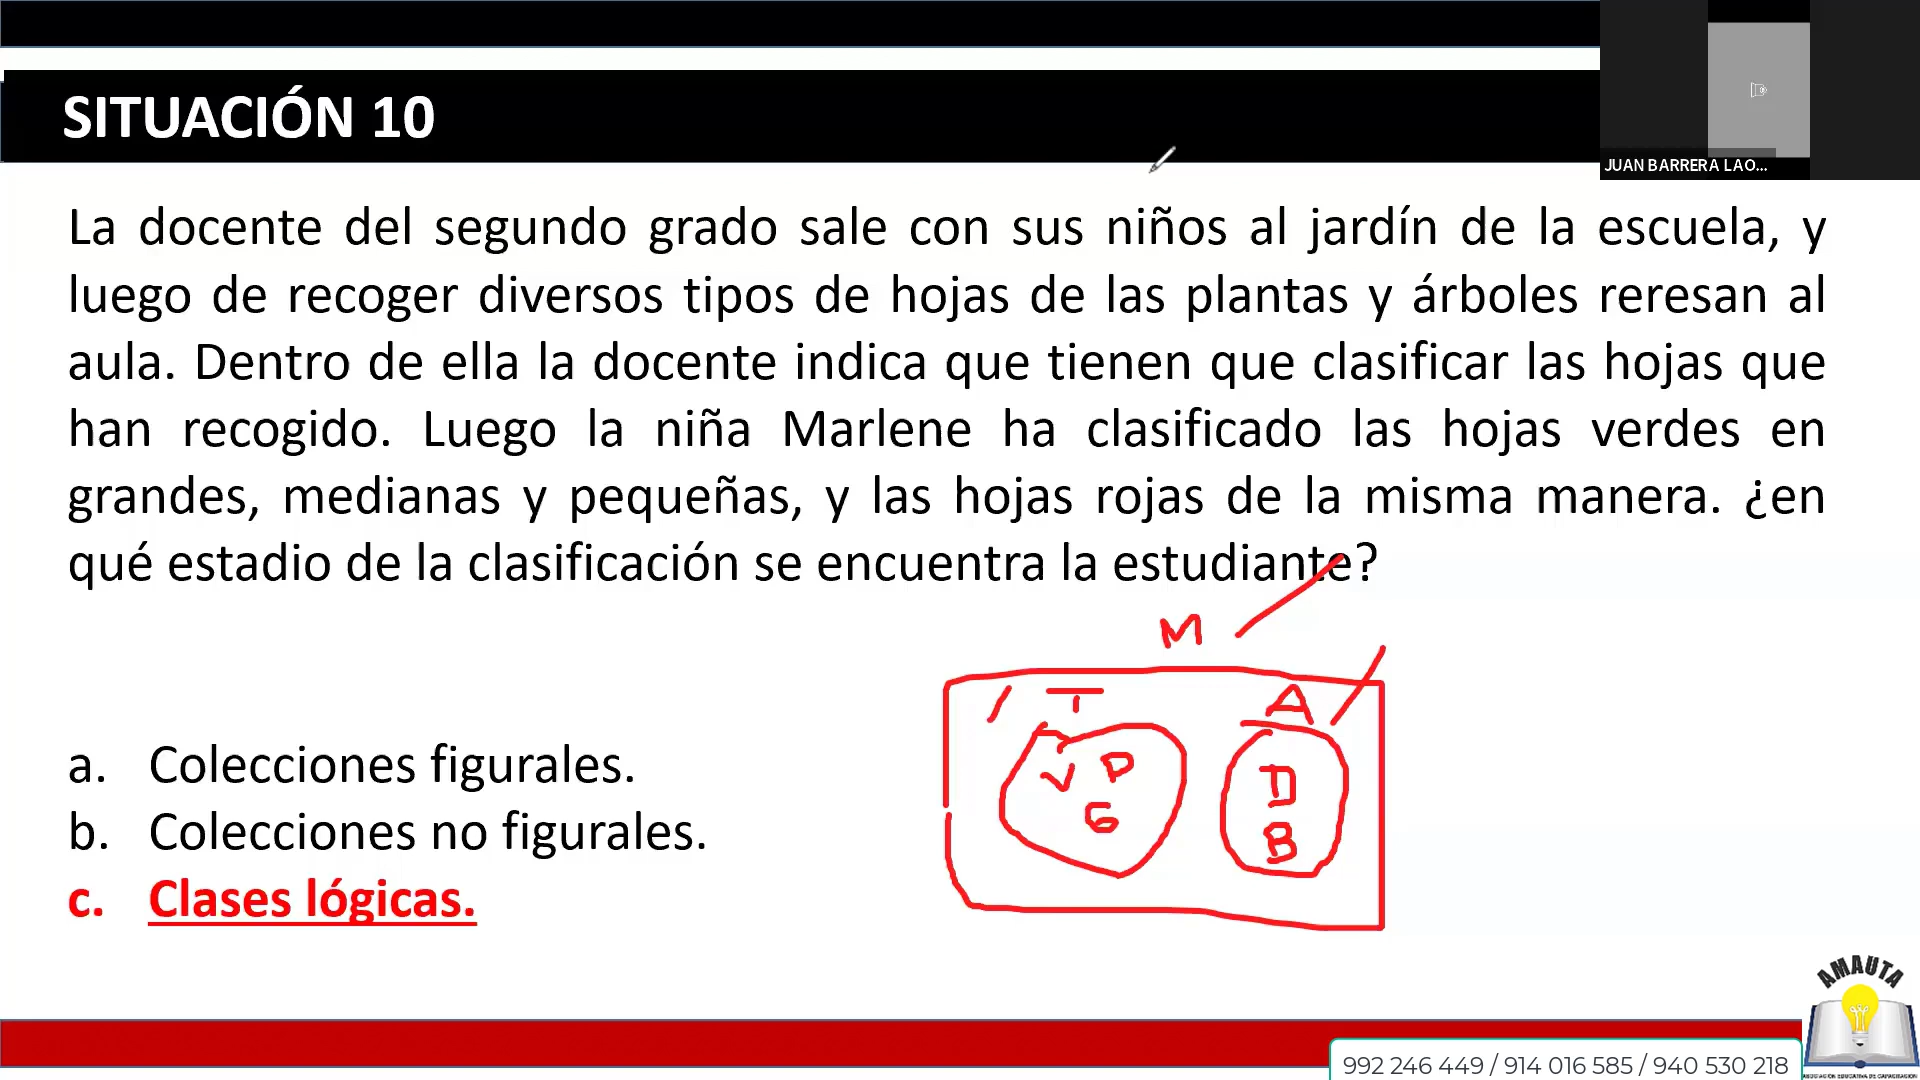 SITUACIÓN 10
JUAN BARRERA LAO...
La docente del segundo grado sale con sus niños al jardín de la escuela, y
luego de recoger diversos tipos de hojas de las plantas y árboles reresan al
aula. Dentro de ella la docente indica que tienen que clasificar las hojas que
han recogido. Luego la niña Marlene ha clasificado las hojas verdes en
grandes, medianas y pequeñas, y las hojas rojas de la misma manera. ¿en
qué estadio de la clasificación se encuentra la estudiante?
M
T A
V P D
G B
a. Colecciones figurales.
b. Colecciones no figurales.
c. Clases lógicas.
AMAUTA
ASOCIACIÓN EDUCATIVA DE CAPACITACIÓN
992 246 449 / 914 016 585 / 940 530 218